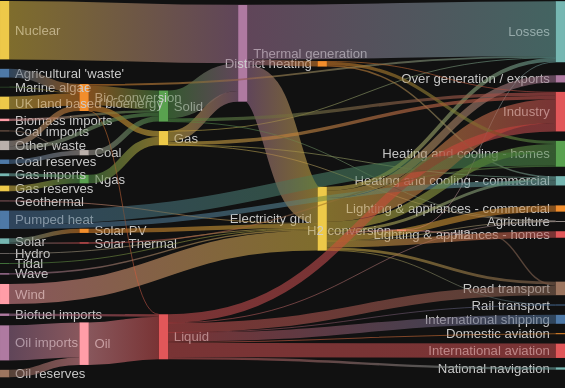 Nuclear
Agricultural 'waste'
Marine algae
UK land based bioenergy
Biomass imports
Coal imports
Other waste
Coal reserves
Gas imports
Gas reserves
Geothermal
Pumped heat
Solar
Hydro
Tidal
Wave
Wind
Biofuel imports
Oil imports
Oil reserves
Bio-conversion
Coal
Ngas
Solar PV
Solar Thermal
Oil
Solid
Gas
Liquid
District heating
Thermal generation
Electricity grid
H2 conversion
H2
Losses
Over generation / exports
Industry
Heating and cooling - homes
Heating and cooling - commercial
Lighting & appliances - commercial
Agriculture
Lighting & appliances - homes
Road transport
Rail transport
International shipping
Domestic aviation
International aviation
National navigation